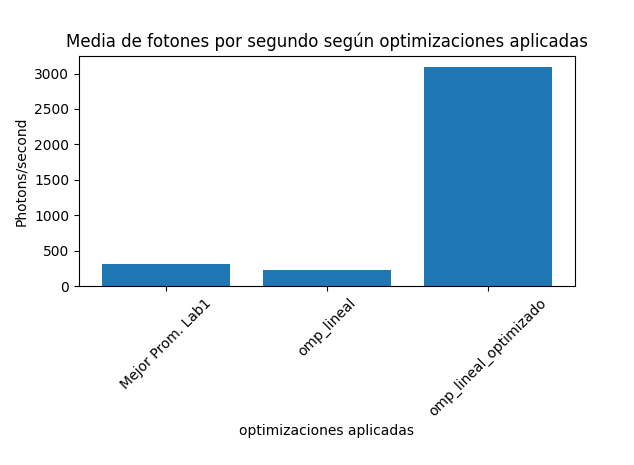 Media de fotones por segundo según optimizaciones aplicadas
Photons/second
3000
2500
2000
1500
1000
500
0
Mejor Prom. Lab1
omp_lineal
omp_lineal_optimizado
optimizaciones aplicadas